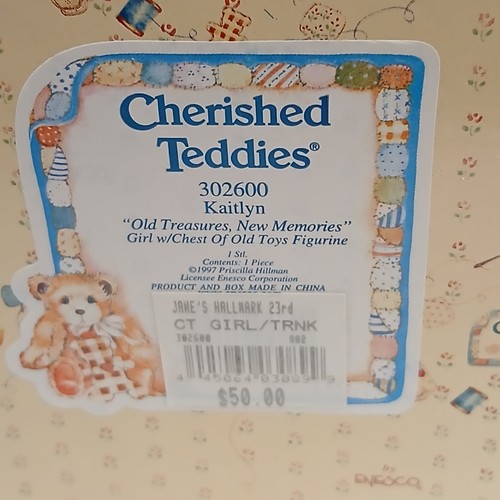 Cherished
Teddies®
302600
Kaitlyn
"Old Treasures, New Memories"
Girl w/Chest Of Old Toys Figurine
1 Stl.
Contents: 1 Piece
©1997 Priscilla Hillman
Licensee Enesco Corporation
PRODUCT AND BOX MADE IN CHINA
JAKE'S HALLMARK 23rd
CT GIRL/TRNK
302600 002
$50.00
ENESCO